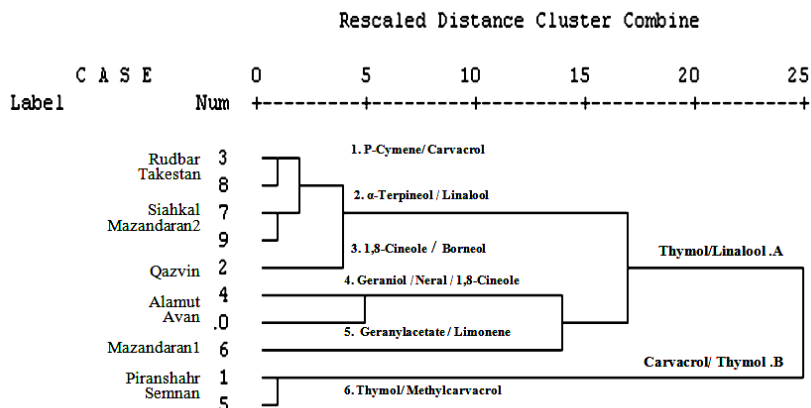 Rescaled Distance Cluster Combine
C A S E 0 5 10 15 20 25
Label Num +---------+---------+---------+---------+---------+
Rudbar 3
1. P-Cymene/ Carvacrol
Takestan 8
2. α-Terpineol / Linalool
Siahkal 7
Mazandaran2 9
3. 1,8-Cineole / Borneol
Thymol/Linalool .A
Qazvin 2
4. Geraniol /Neral / 1,8-Cineole
Alamut 4
Avan .0
5. Geranylacetate / Limonene
Mazandaran1 6
Carvacrol/ Thymol .B
Piranshahr 1
6. Thymol/ Methylcarvacrol
Semnan 5